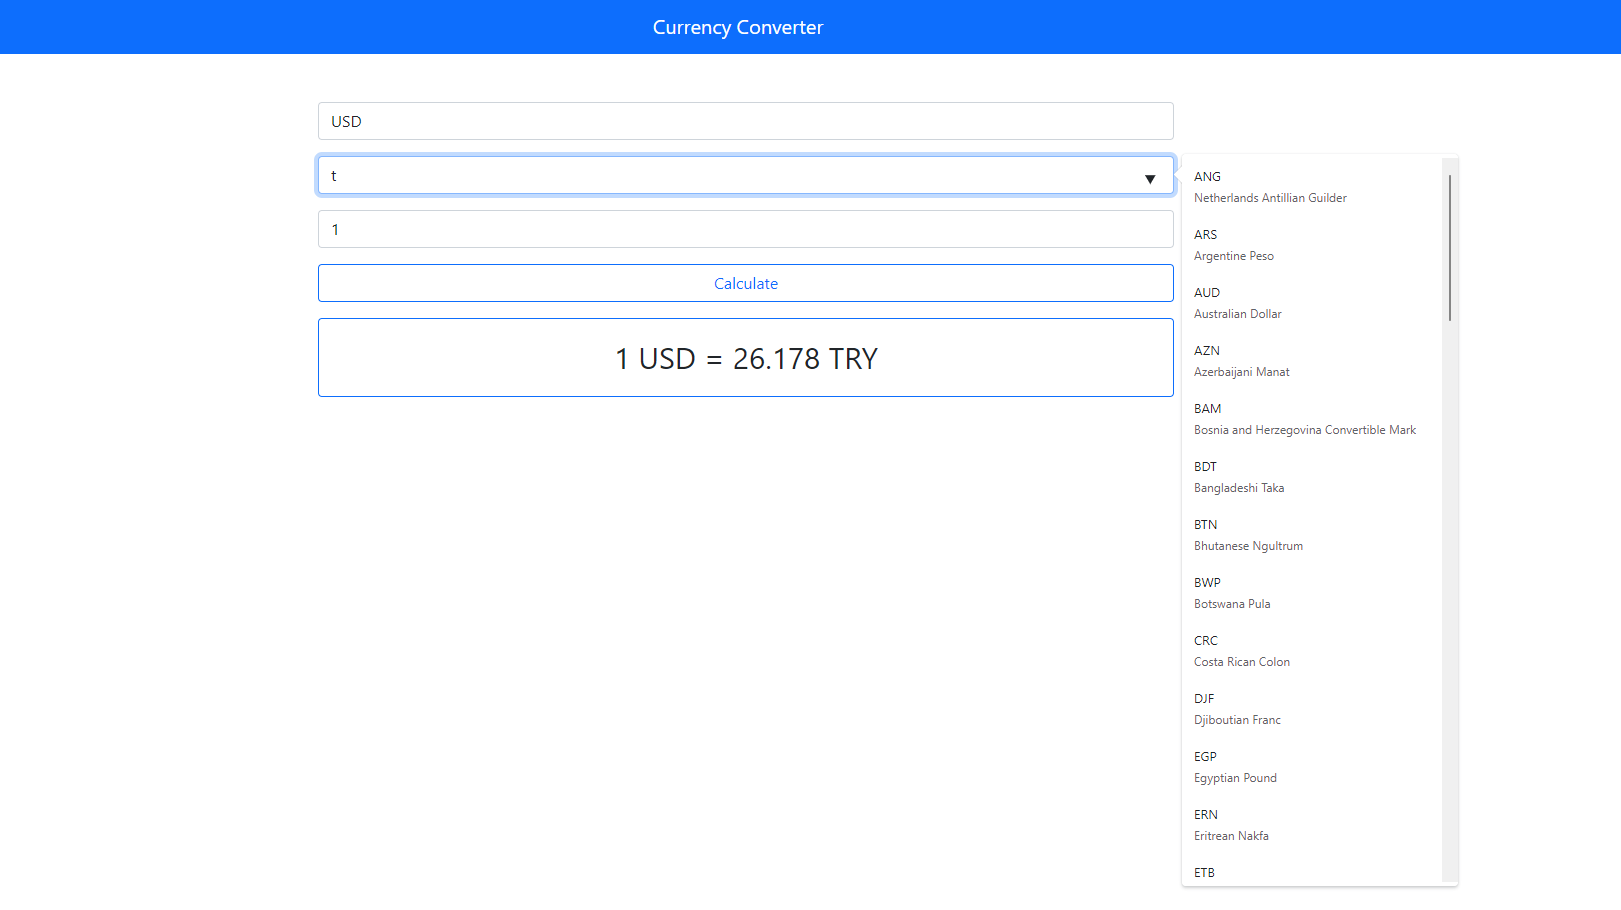 Currency Converter
USD
t
1
Calculate
1 USD = 26.178 TRY
ANG
Netherlands Antillian Guilder
ARS
Argentine Peso
AUD
Australian Dollar
AZN
Azerbaijani Manat
BAM
Bosnia and Herzegovina Convertible Mark
BDT
Bangladeshi Taka
BTN
Bhutanese Ngultrum
BWP
Botswana Pula
CRC
Costa Rican Colon
DJF
Djiboutian Franc
EGP
Egyptian Pound
ERN
Eritrean Nakfa
ETB